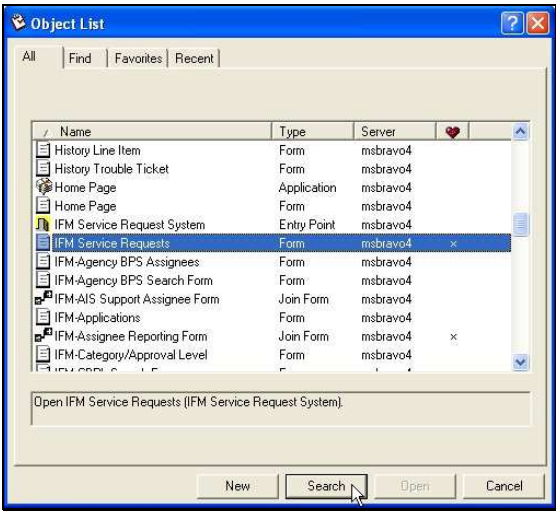 Object List
All Find Favorites Recent
/ Name Type Server
History Line Item Form msbravo4
History Trouble Ticket Form msbravo4
Home Page Application msbravo4
Home Page Form msbravo4
IFM Service Request System Entry Point msbravo4
IFM Service Requests Form msbravo4 x
IFM-Agency BPS Assignees Form msbravo4
IFM-Agency BPS Search Form Form msbravo4
IFM-AIS Support Assignee Form Join Form msbravo4
IFM-Applications Form msbravo4
IFM-Assignee Reporting Form Join Form msbravo4 x
IFM-Category/Approval Level Form msbravo4
Open IFM Service Requests (IFM Service Request System).
New Search Open Cancel